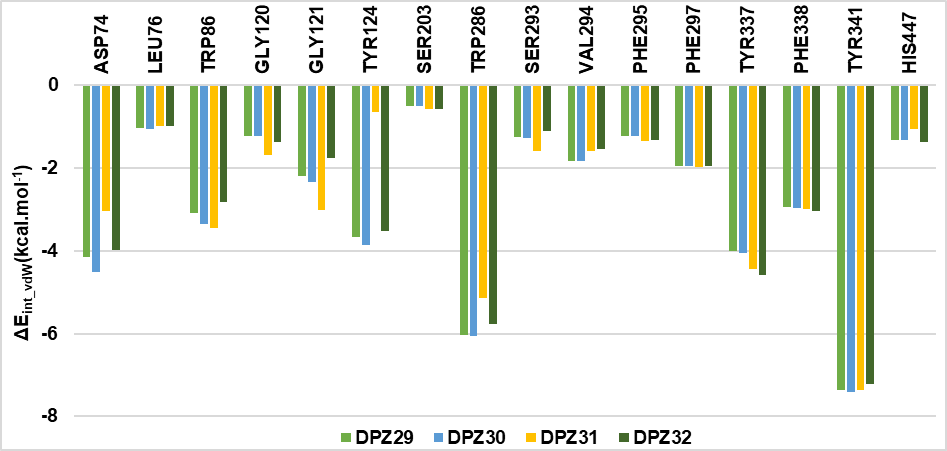 ASP74
LEU76
TRP86
GLY120
GLY121
TYR124
SER203
TRP286
SER293
VAL294
PHE295
PHE297
TYR337
PHE338
TYR341
HIS447
0
-2
-4
-6
-8
ΔEint_vdW(kcal.mol-1)
DPZ29 DPZ30 DPZ31 DPZ32